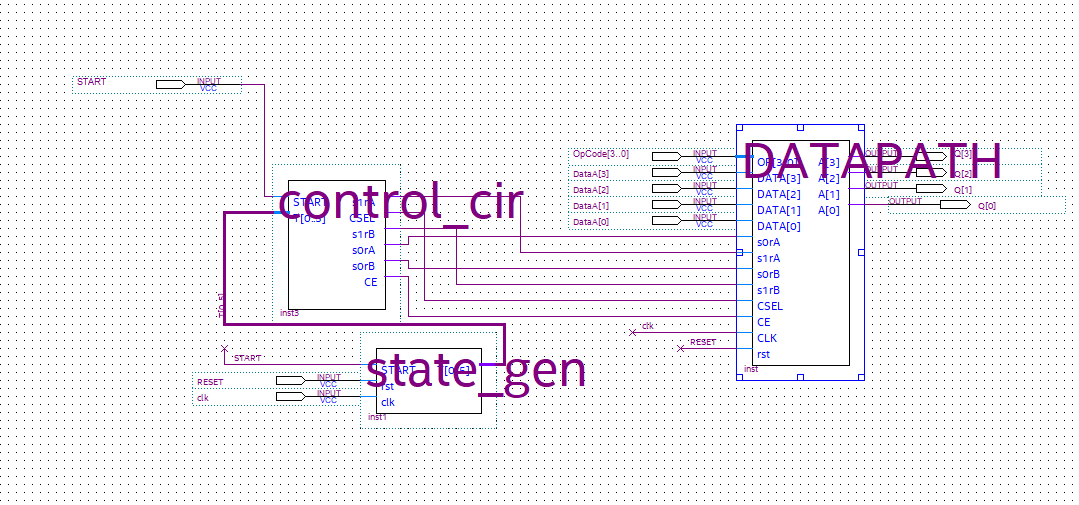 START
INPUT
VCC
control_cir
START
T[0..5]
s1rA
CSEL
s1rB
s0rA
s0rB
CE
inst3
T[0..5]
OpCode[3..0]
INPUT
VCC
DataA[3]
INPUT
VCC
DataA[2]
INPUT
VCC
DataA[1]
INPUT
VCC
DataA[0]
INPUT
VCC
DATAPATH
OP[3..0]
DATA[3]
DATA[2]
DATA[1]
DATA[0]
s0rA
s1rA
s0rB
s1rB
CSEL
CE
CLK
rst
A[3]
A[2]
A[1]
A[0]
inst
OUTPUT
Q[3]
OUTPUT
Q[2]
OUTPUT
Q[1]
OUTPUT
Q[0]
clk
RESET
START
RESET
INPUT
VCC
clk
INPUT
VCC
state_gen
START
rst
clk
T[0..5]
inst1